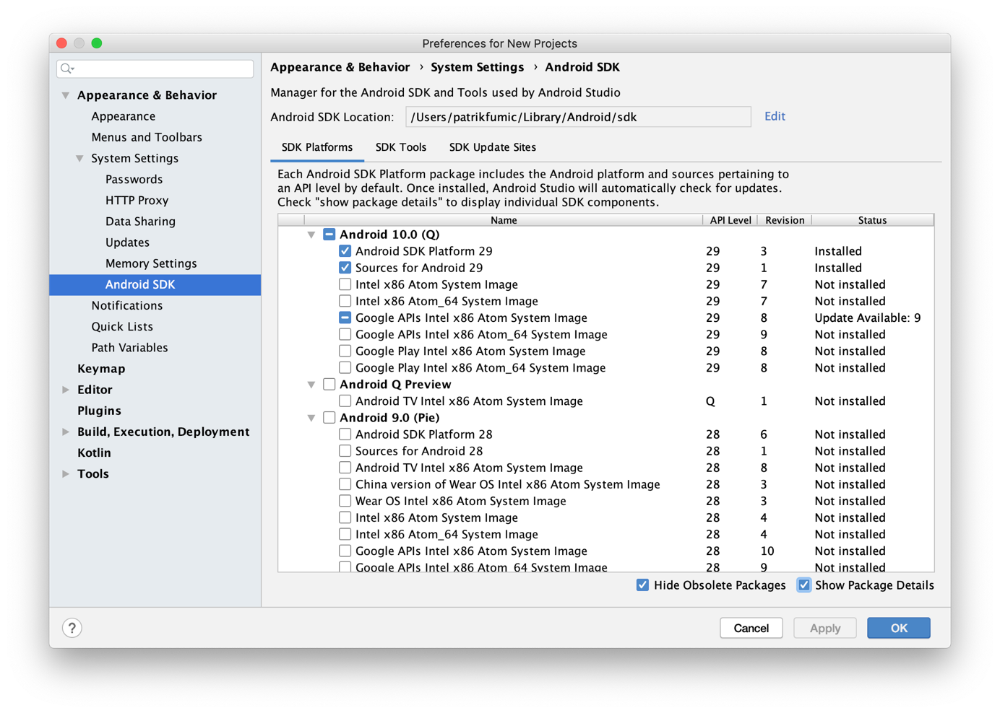 Preferences for New Projects
Appearance & Behavior
Appearance
Menus and Toolbars
System Settings
Passwords
HTTP Proxy
Data Sharing
Updates
Memory Settings
Android SDK
Notifications
Quick Lists
Path Variables
Keymap
Editor
Plugins
Build, Execution, Deployment
Kotlin
Tools
Appearance & Behavior › System Settings › Android SDK
Manager for the Android SDK and Tools used by Android Studio
Android SDK Location: /Users/patrikfumic/Library/Android/sdk Edit
SDK Platforms SDK Tools SDK Update Sites
Each Android SDK Platform package includes the Android platform and sources pertaining to
an API level by default. Once installed, Android Studio will automatically check for updates.
Check "show package details" to display individual SDK components.
Name API Level Revision Status
Android 10.0 (Q)
Android SDK Platform 29 29 3 Installed
Sources for Android 29 29 1 Installed
Intel x86 Atom System Image 29 7 Not installed
Intel x86 Atom_64 System Image 29 7 Not installed
Google APIs Intel x86 Atom System Image 29 8 Update Available: 9
Google APIs Intel x86 Atom_64 System Image 29 9 Not installed
Google Play Intel x86 Atom System Image 29 8 Not installed
Google Play Intel x86 Atom_64 System Image 29 8 Not installed
Android Q Preview
Android TV Intel x86 Atom System Image Q 1 Not installed
Android 9.0 (Pie)
Android SDK Platform 28 28 6 Not installed
Sources for Android 28 28 1 Not installed
Android TV Intel x86 Atom System Image 28 8 Not installed
China version of Wear OS Intel x86 Atom System Image 28 3 Not installed
Wear OS Intel x86 Atom System Image 28 3 Not installed
Intel x86 Atom System Image 28 4 Not installed
Intel x86 Atom_64 System Image 28 4 Not installed
Google APIs Intel x86 Atom System Image 28 10 Not installed
Google APIs Intel x86 Atom_64 System Image 28 9 Not installed
Hide Obsolete Packages Show Package Details
? Cancel Apply OK